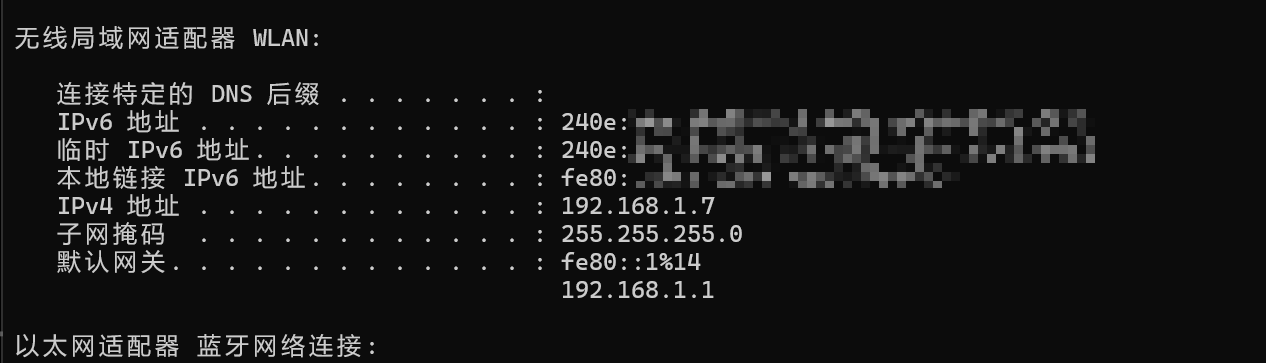 无线局域网适配器 WLAN:
连接特定的 DNS 后缀 . . . . . . . :
IPv6 地址 . . . . . . . . . . . . : 240e:
临时 IPv6 地址. . . . . . . . . . : 240e:
本地链接 IPv6 地址. . . . . . . . : fe80:
IPv4 地址 . . . . . . . . . . . . : 192.168.1.7
子网掩码  . . . . . . . . . . . . : 255.255.255.0
默认网关. . . . . . . . . . . . . : fe80::1%14
192.168.1.1
以太网适配器 蓝牙网络连接: